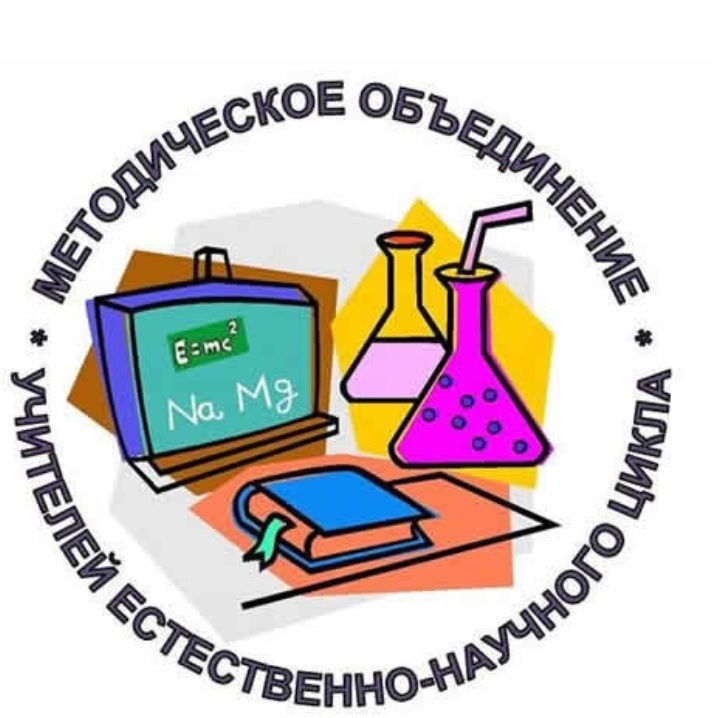 МЕТОДИЧЕСКОЕ ОБЪЕДИНЕНИЕ
* УЧИТЕЛЕЙ ЕСТЕСТВЕННО-НАУЧНОГО ЦИКЛА *
E=mc²
Na Mg